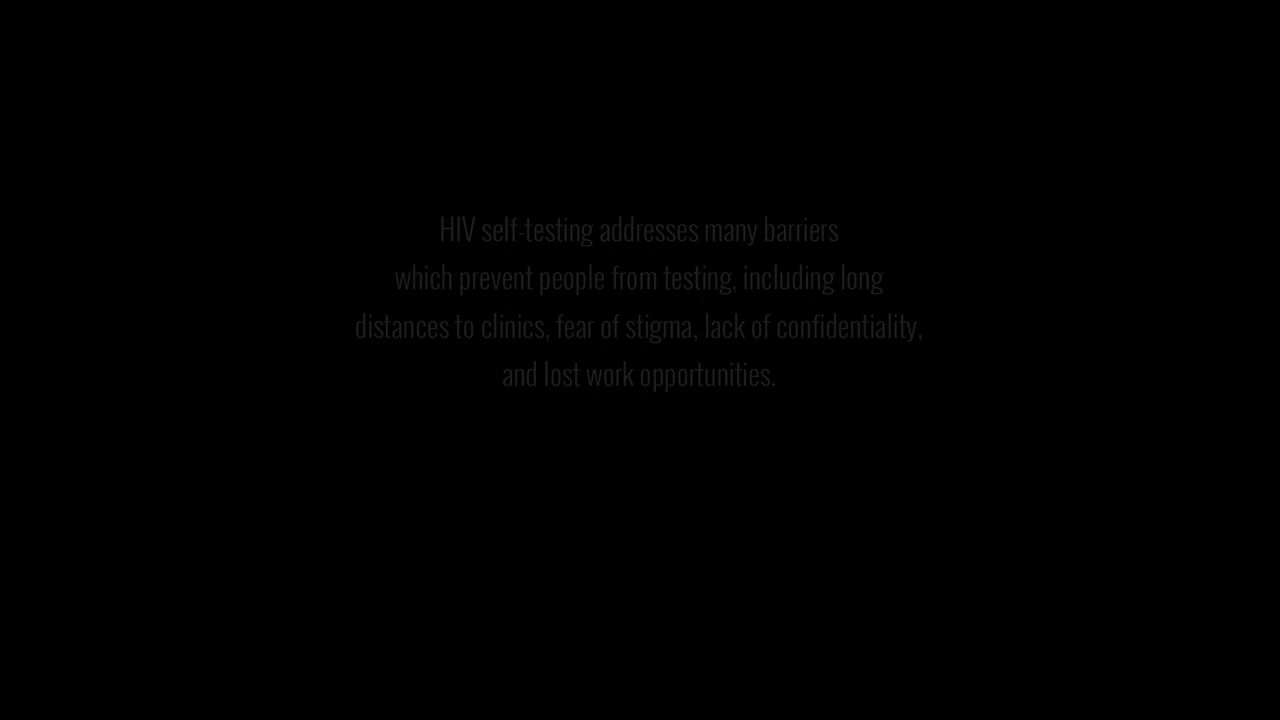 HIV self-testing addresses many barriers
which prevent people from testing, including long
distances to clinics, fear of stigma, lack of confidentiality,
and lost work opportunities.